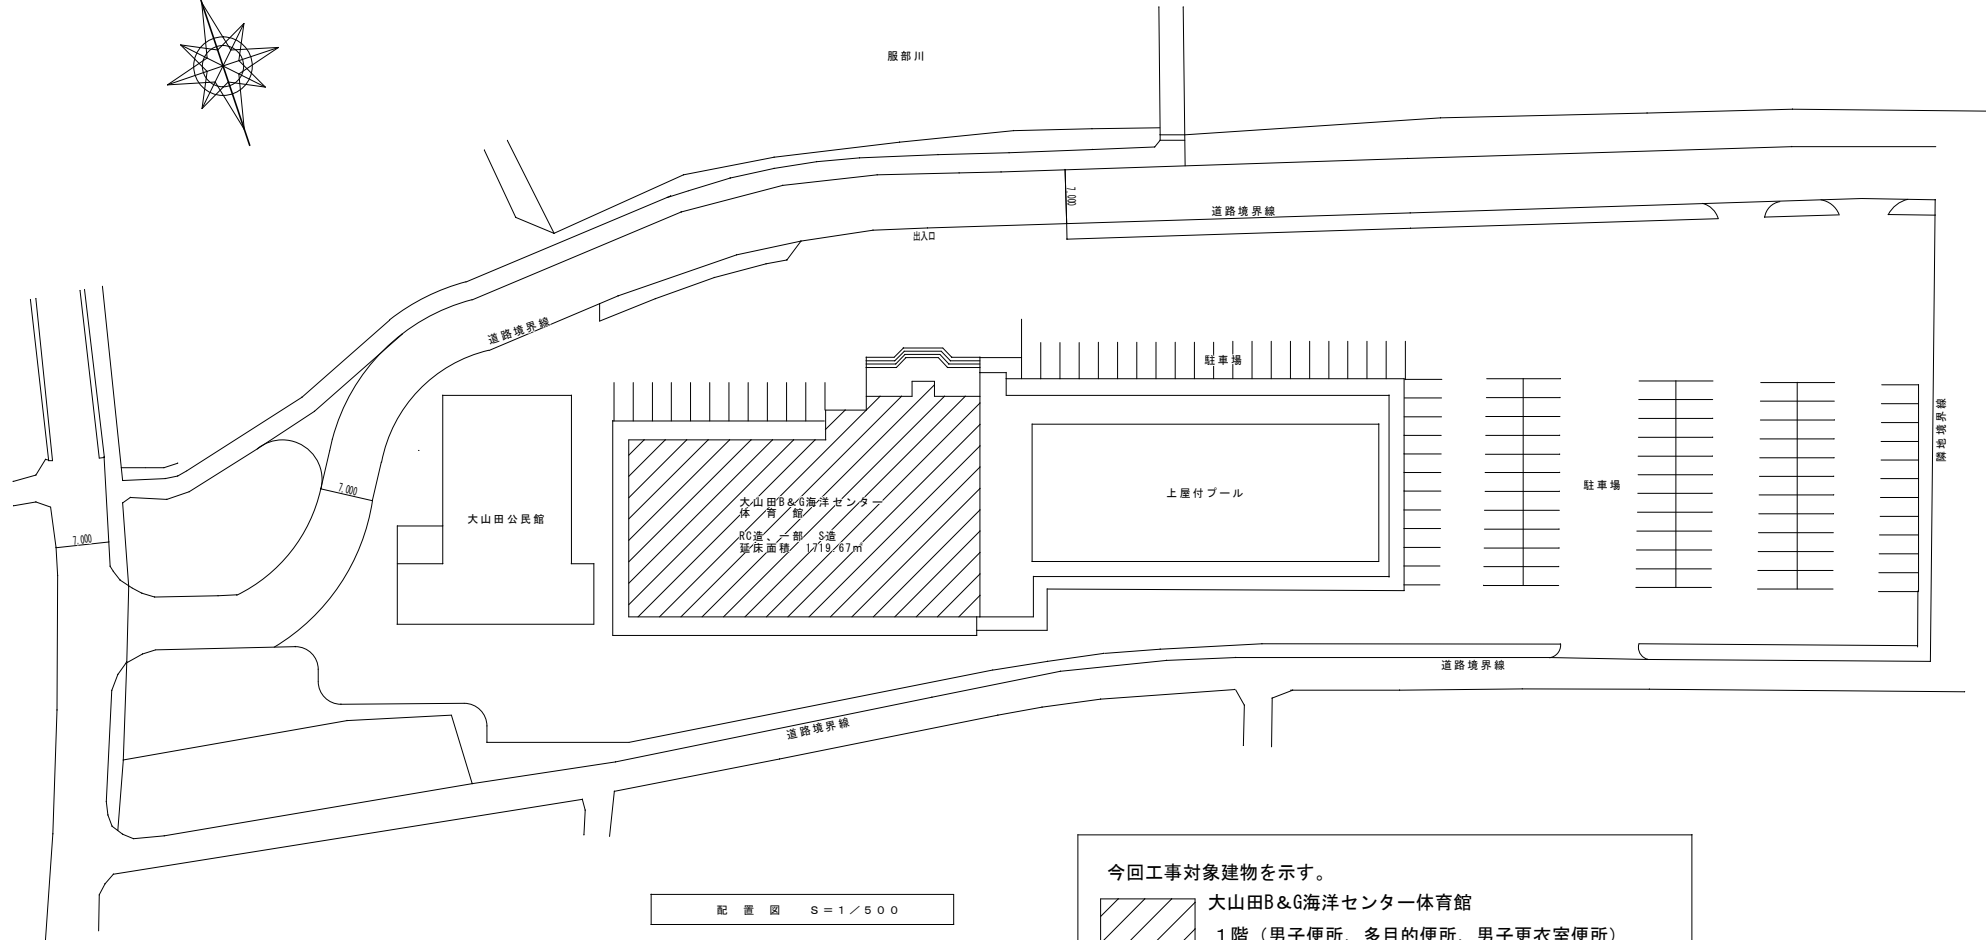 服部川
7.000
道路境界線
出入口
道路境界線
駐車場
隣地境界線
7.000
大山田公民館
大山田B&G海洋センター
体 育 館
RC造、一部 S造
延床面積 1719.67㎡
上屋付プール
駐車場
7.000
道路境界線
道路境界線
配 置 図 S=1/500
今回工事対象建物を示す。
大山田B&G海洋センター体育館
1階(男子便所、多目的便所、男子更衣室便所)